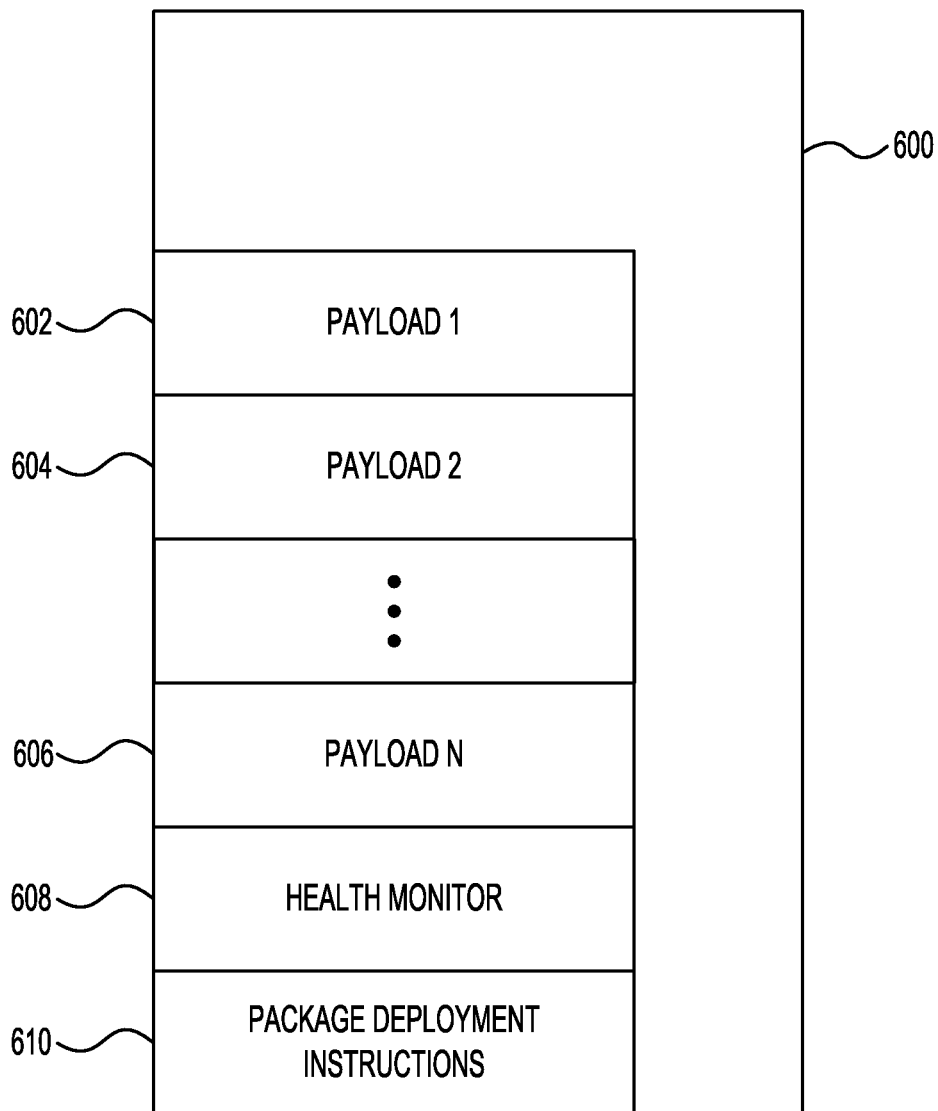 600
602
PAYLOAD 1
604
PAYLOAD 2
606
PAYLOAD N
608
HEALTH MONITOR
610
PACKAGE DEPLOYMENT
INSTRUCTIONS